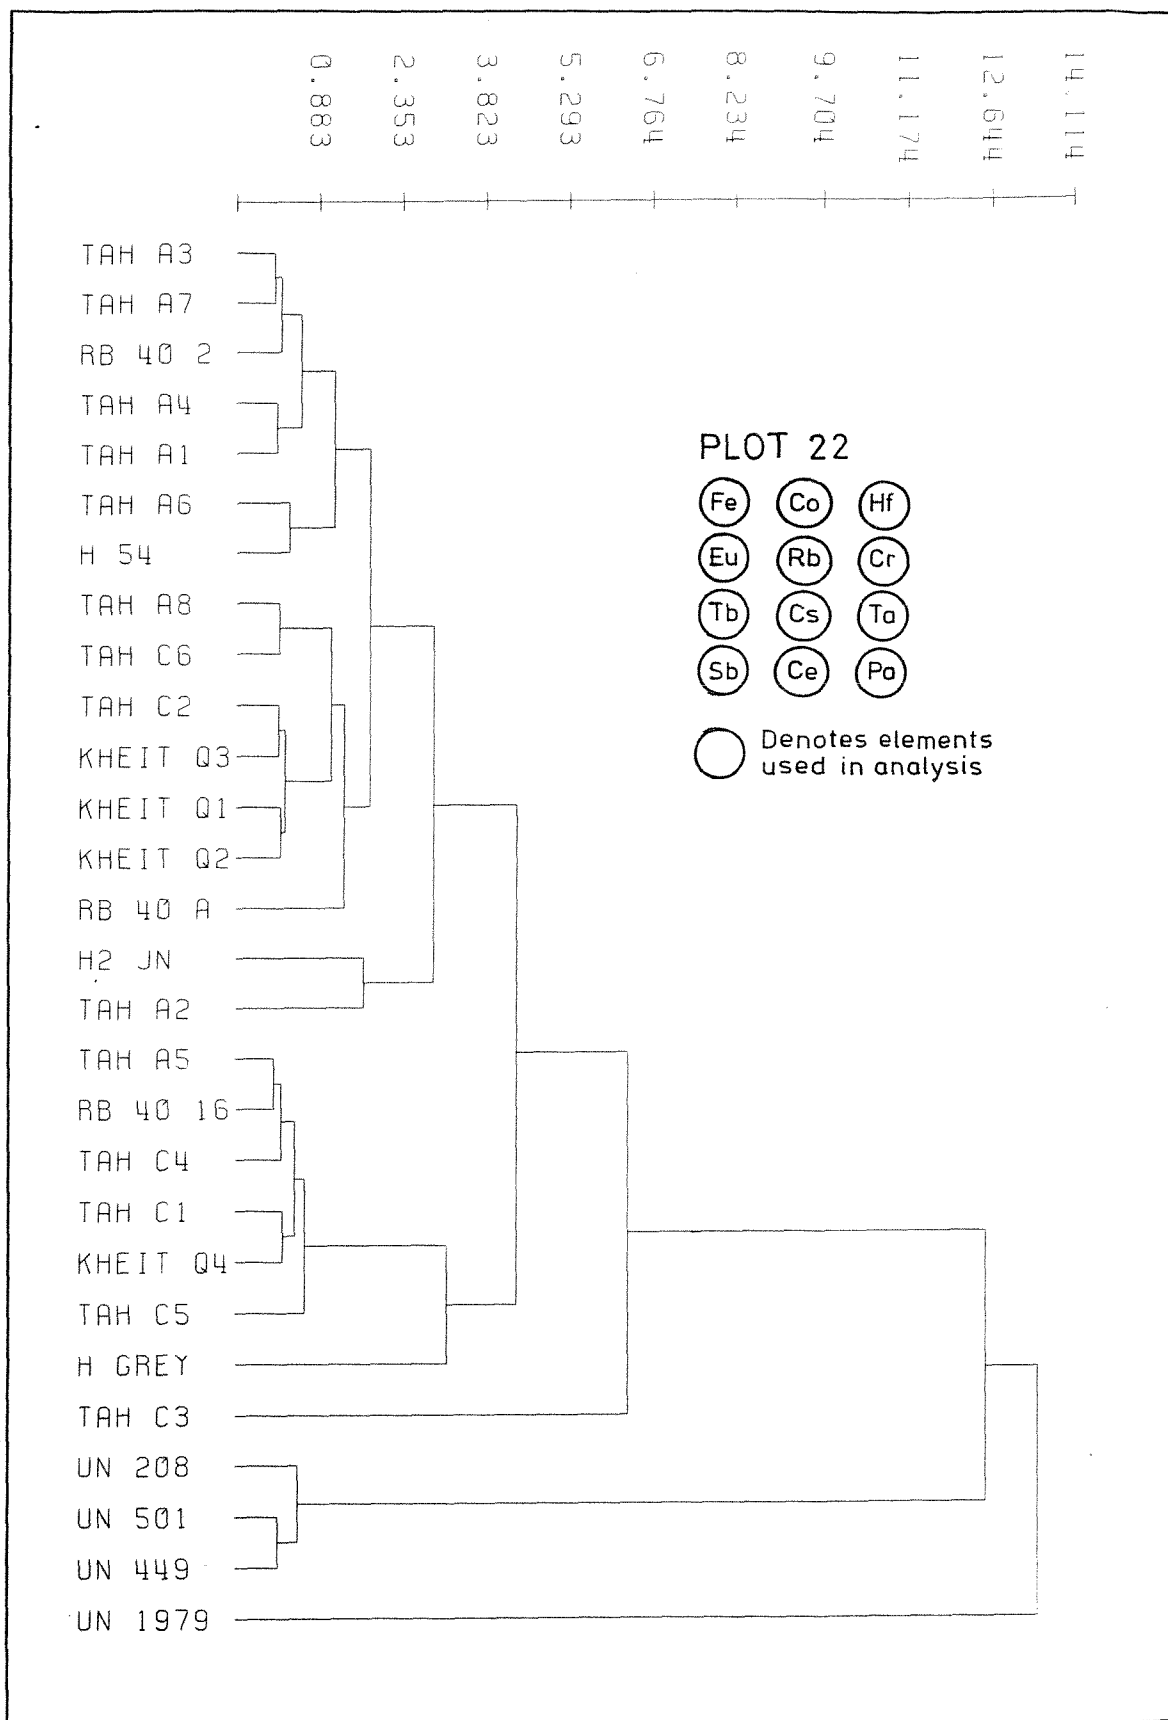 0.883
2.353
3.823
5.293
6.764
8.234
9.704
11.174
12.644
14.114
TAH A3
TAH A7
RB 40 2
TAH A4
TAH A1
TAH A6
H 54
TAH A8
TAH C6
TAH C2
KHEIT Q3
KHEIT Q1
KHEIT Q2
RB 40 A
H2 JN
TAH A2
TAH A5
RB 40 16
TAH C4
TAH C1
KHEIT Q4
TAH C5
H GREY
TAH C3
UN 208
UN 501
UN 449
UN 1979
PLOT 22
Fe Co Hf
Eu Rb Cr
Tb Cs Ta
Sb Ce Pa
Denotes elements
used in analysis